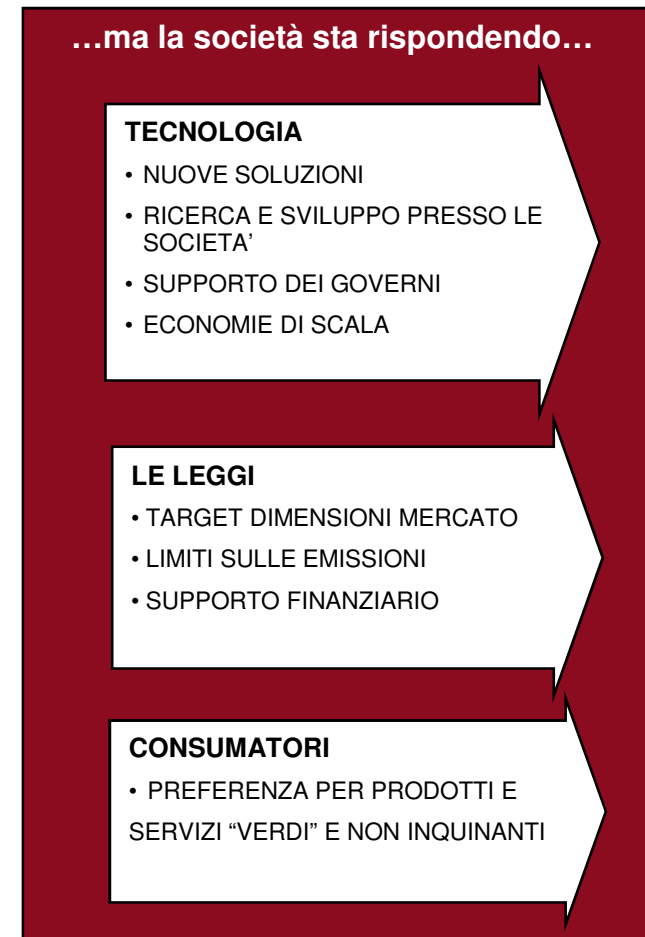 …ma la società sta rispondendo…
TECNOLOGIA
• NUOVE SOLUZIONI
• RICERCA E SVILUPPO PRESSO LE
SOCIETA’
• SUPPORTO DEI GOVERNI
• ECONOMIE DI SCALA
LE LEGGI
• TARGET DIMENSIONI MERCATO
• LIMITI SULLE EMISSIONI
• SUPPORTO FINANZIARIO
CONSUMATORI
• PREFERENZA PER PRODOTTI E
SERVIZI “VERDI” E NON INQUINANTI